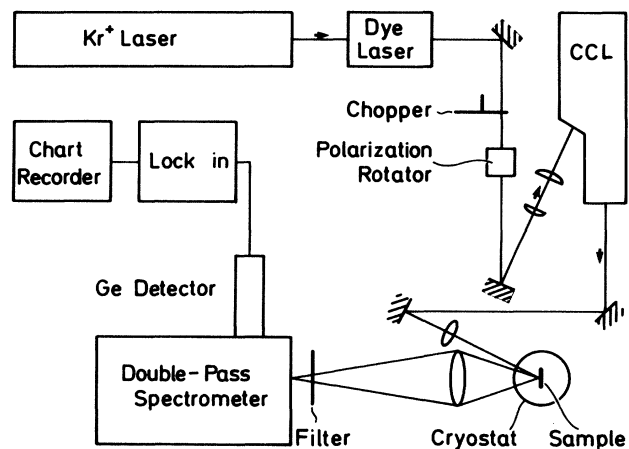 Kr+ Laser
Dye
Laser
CCL
Chopper
Chart
Recorder
Lock in
Polarization
Rotator
Ge Detector
Double-Pass
Spectrometer
Filter
Cryostat
Sample